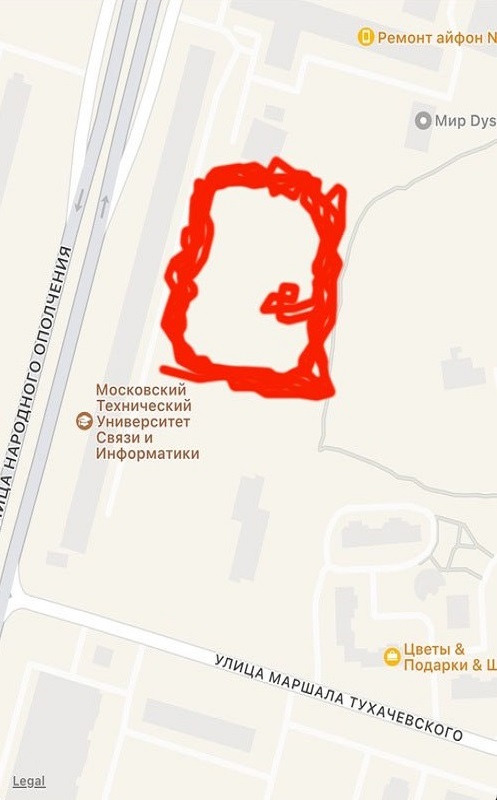 Ремонт айфон N
Мир Dys
УЛИЦА НАРОДНОГО ОПОЛЧЕНИЯ
Московский
Технический
Университет
Связи и
Информатики
Цветы &
Подарки & Ш
УЛИЦА МАРШАЛА ТУХАЧЕВСКОГО
Legal